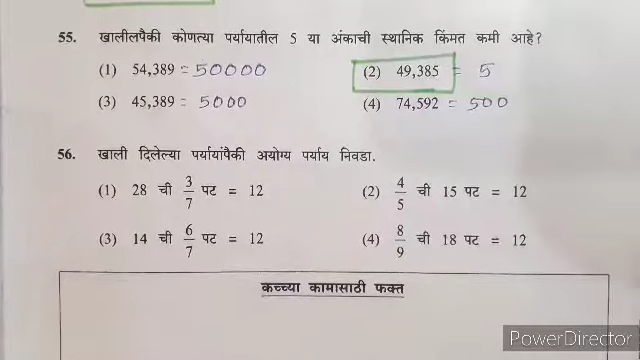 55. खालीलपैकी कोणत्या पर्यायातील 5 या अंकाची स्थानिक किंमत कमी आहे?
(1) 54,389 = 50000 (2) 49,385 = 5
(3) 45,389 = 5000 (4) 74,592 = 500
56. खाली दिलेल्या पर्यायांपैकी अयोग्य पर्याय निवडा.
(1) 28 ची 3/7 पट = 12 (2) 4/5 ची 15 पट = 12
(3) 14 ची 6/7 पट = 12 (4) 8/9 ची 18 पट = 12
कच्च्या कामासाठी फक्त
PowerDirector